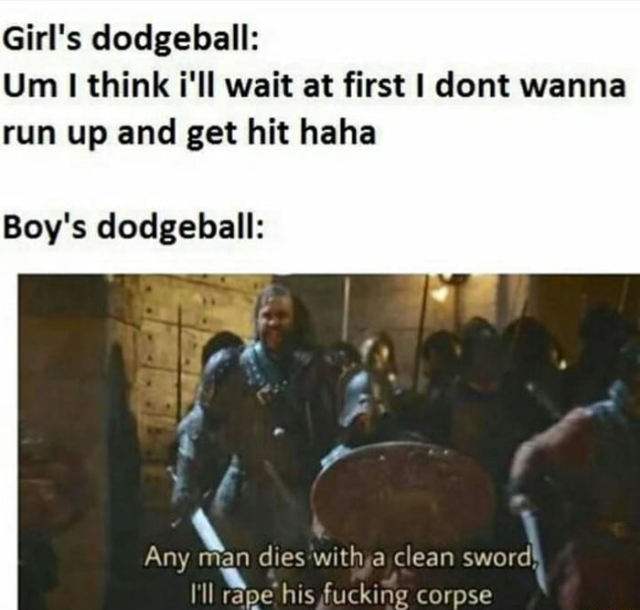 Girl's dodgeball:
Um I think i'll wait at first I dont wanna
run up and get hit haha
Boy's dodgeball:
Any man dies with a clean sword,
I'll rape his fucking corpse